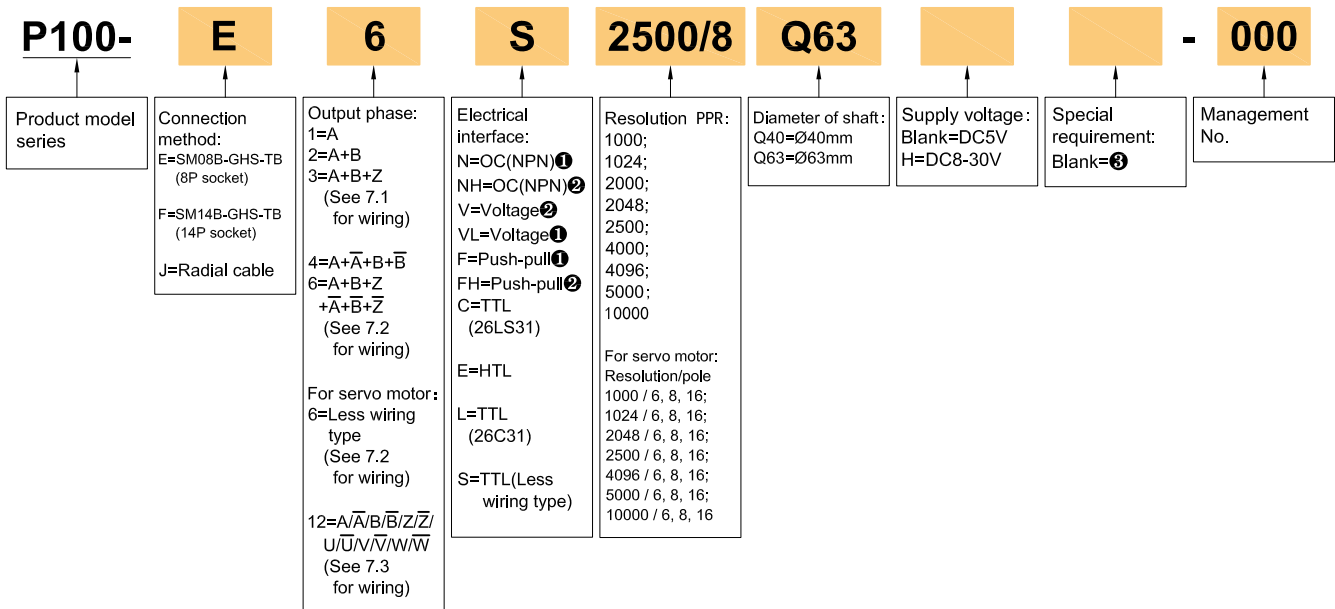 P100- E 6 S 2500/8 Q63 - 000
Product model
series
Connection
method:
E=SM08B-GHS-TB
(8P socket)
F=SM14B-GHS-TB
(14P socket)
J=Radial cable
Output phase:
1=A
2=A+B
3=A+B+Z
(See 7.1
for wiring)
4=A+A̅+B+B̅
6=A+B+Z
+A̅+B̅+Z̅
(See 7.2
for wiring)
For servo motor:
6=Less wiring
type
(See 7.2
for wiring)
12=A/A̅/B/B̅/Z/Z̅/
U/U̅/V/V̅/W/W̅
(See 7.3
for wiring)
Electrical
interface:
N=OC(NPN)❶
NH=OC(NPN)❷
V=Voltage❷
VL=Voltage❶
F=Push-pull❶
FH=Push-pull❷
C=TTL
(26LS31)
E=HTL
L=TTL
(26C31)
S=TTL(Less
wiring type)
Resolution PPR:
1000;
1024;
2000;
2048;
2500;
4000;
4096;
5000;
10000
For servo motor:
Resolution/pole
1000 / 6, 8, 16;
1024 / 6, 8, 16;
2048 / 6, 8, 16;
2500 / 6, 8, 16;
4096 / 6, 8, 16;
5000 / 6, 8, 16;
10000 / 6, 8, 16
Diameter of shaft:
Q40=Ø40mm
Q63=Ø63mm
Supply voltage:
Blank=DC5V
H=DC8-30V
Special
requirement:
Blank=❸
Management
No.